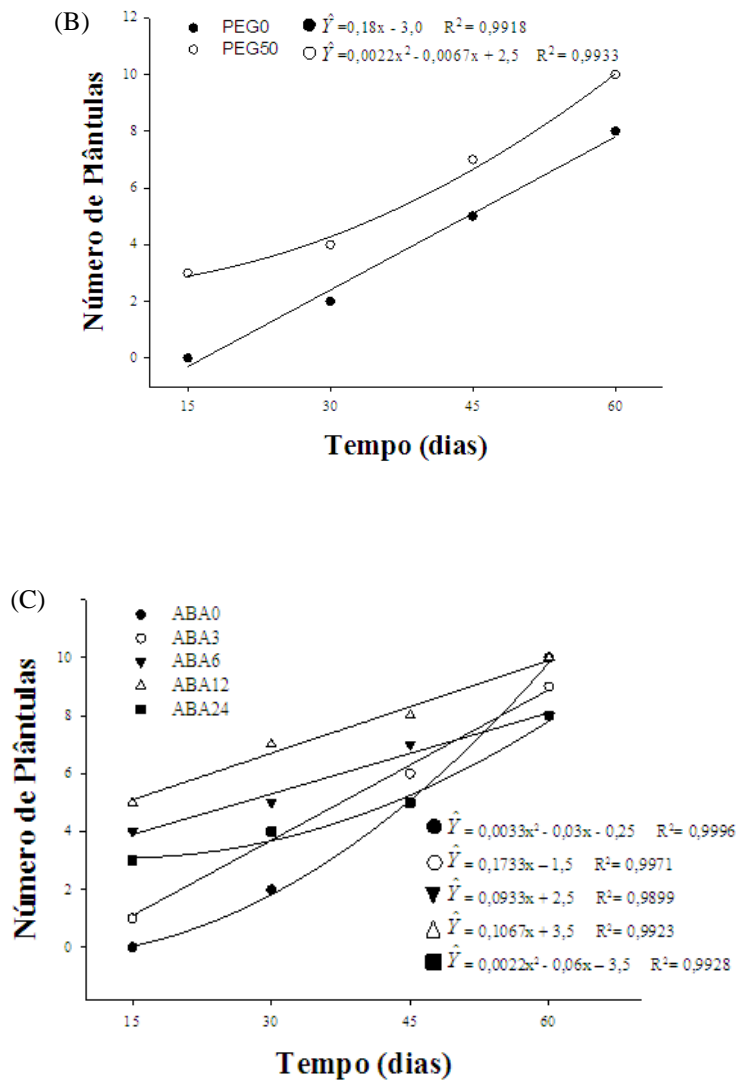 (B)
PEG0
PEG50
Ŷ=0,18x - 3,0 R²= 0,9918
Ŷ=0,0022x² - 0,0067x + 2,5 R²= 0,9933
Número de Plântulas
10
8
6
4
2
0
15 30 45 60
Tempo (dias)
(C)
ABA0
ABA3
ABA6
ABA12
ABA24
Número de Plântulas
10
8
6
4
2
0
Ŷ = 0,0033x² - 0,03x - 0,25 R²= 0,9996
Ŷ = 0,1733x – 1,5 R²= 0,9971
Ŷ = 0,0933x + 2,5 R²= 0,9899
Ŷ = 0,1067x + 3,5 R²= 0,9923
Ŷ = 0,0022x² - 0,06x – 3,5 R²= 0,9928
15 30 45 60
Tempo (dias)